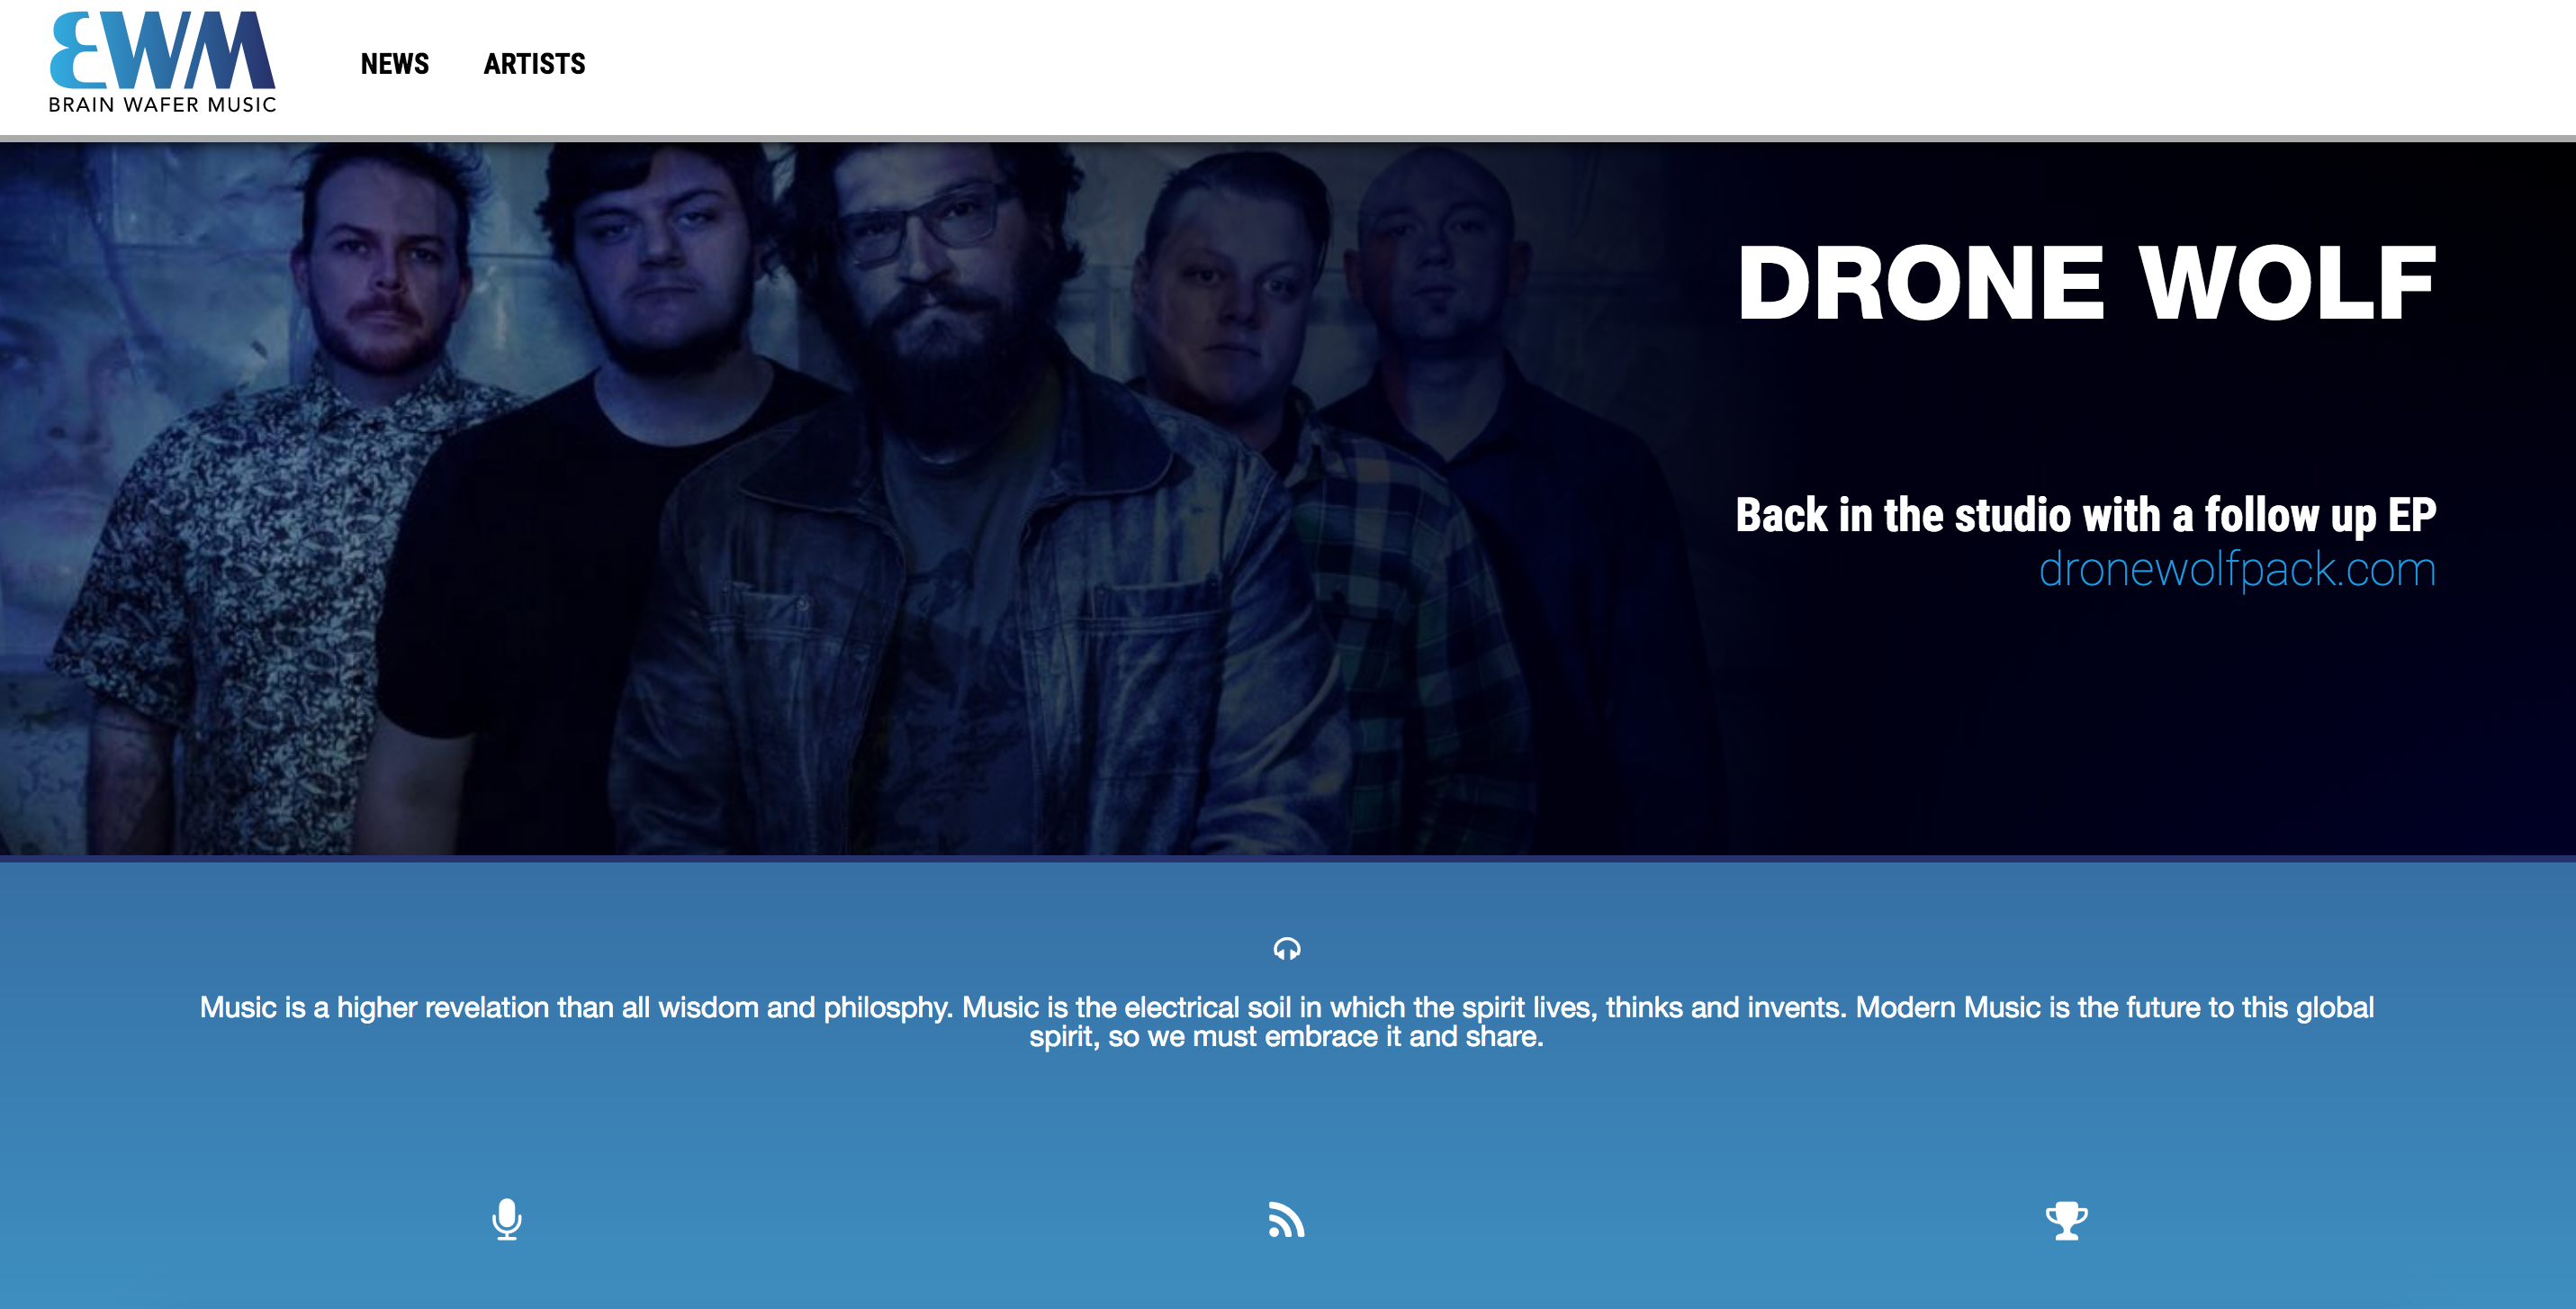 BWM
BRAIN WAFER MUSIC
NEWS ARTISTS
DRONE WOLF
Back in the studio with a follow up EP
dronewolfpack.com
Music is a higher revelation than all wisdom and philosphy. Music is the electrical soil in which the spirit lives, thinks and invents. Modern Music is the future to this global
spirit, so we must embrace it and share.